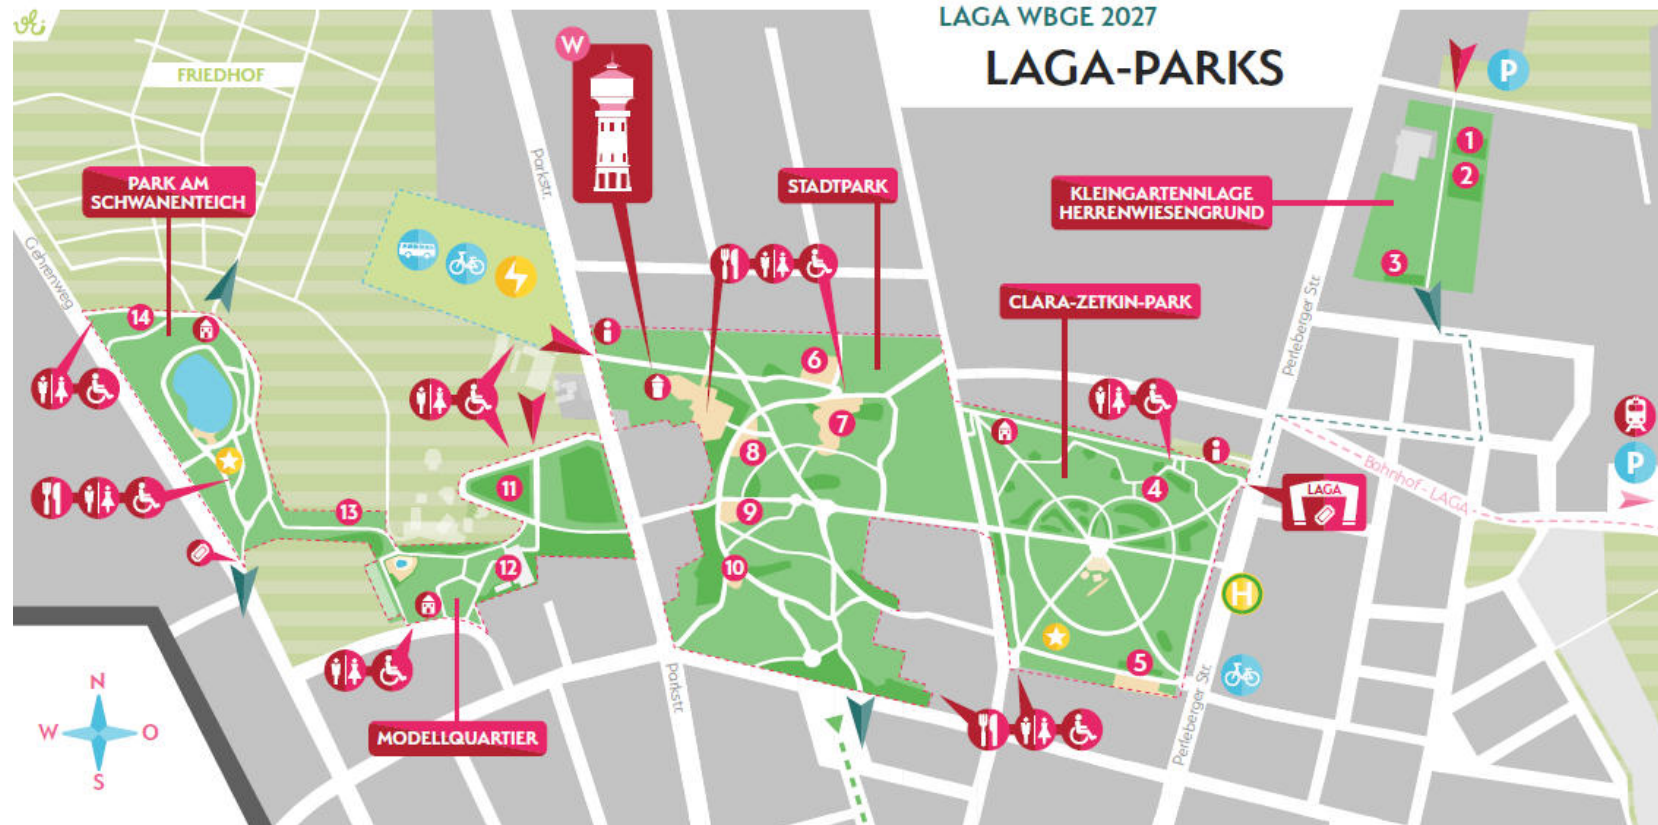 LAGA WBGE 2027
LAGA-PARKS
FRIEDHOF
W
P
1
2
PARK AM
SCHWANENTEICH
Parkstr.
STADTPARK
KLEINGARTENNLAGE
HERRENWIESENGRUND
3
Gehrenweg
CLARA-ZETKIN-PARK
Perleberger Str.
14
i
6
7
8
i
4
LAGA
Bahnhof - LAGA
P
11
13
9
12
10
H
5
Parkstr.
Perleberger Str.
MODELLQUARTIER
N
W
O
S